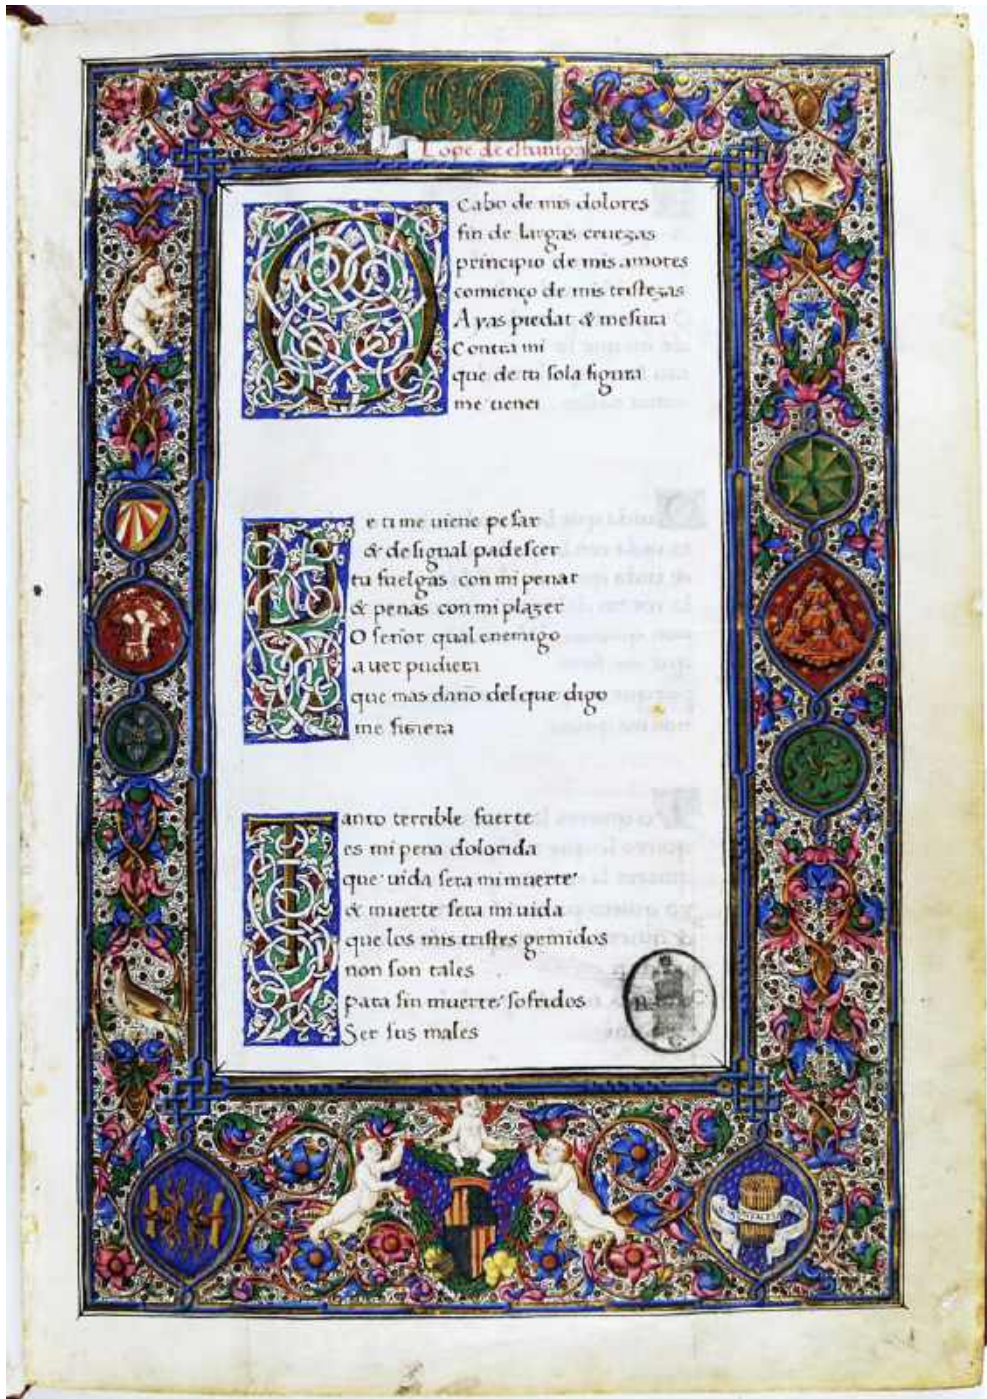 Lope de estunigα
O Cabo de mis dolores
fin de largas cruezas
principio de mis amores
comienço de mis tristezas
Ayas piedat & mesura
Contra mi
que de tu sola figura
me uenci
De ti me uiene pesar
& desigual padescer
tu fuelgas con mi penar
& penas con mi plazer
O señor qual enemigo
auer pudiera
que mas daño del que digo
me fiziera
Tanto terrible fuerte
es mi pena dolorida
que uida sera mi muerte
& muerte sera mi uida
que los mis tristes gemidos
non son tales
para sin muerte sofridos
Ser sus males